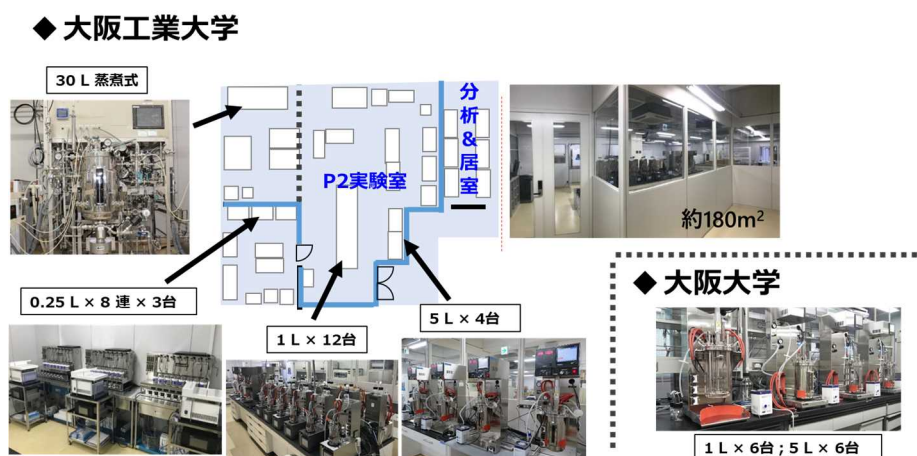 ◆ 大阪工業大学
30 L 蒸煮式
分析&居室
P2実験室
約180m²
0.25 L × 8 連 × 3台
1 L × 12台
5 L × 4台
◆ 大阪大学
1 L × 6台 ; 5 L × 6台